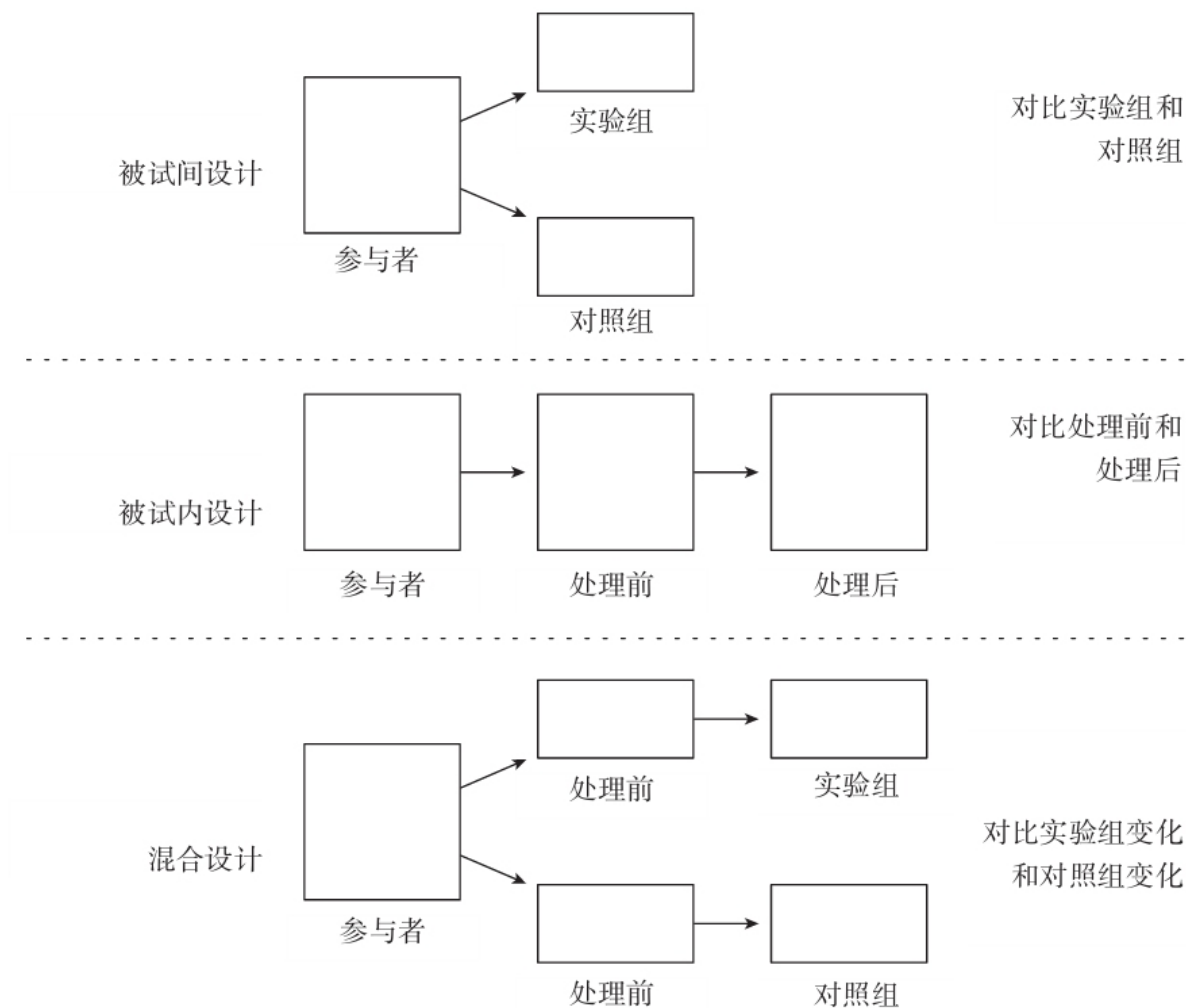 实验组
对比实验组和
对照组
被试间设计
参与者
对照组
对比处理前和
处理后
被试内设计
参与者
处理前
处理后
处理前
实验组
对比实验组变化
和对照组变化
混合设计
参与者
处理前
对照组